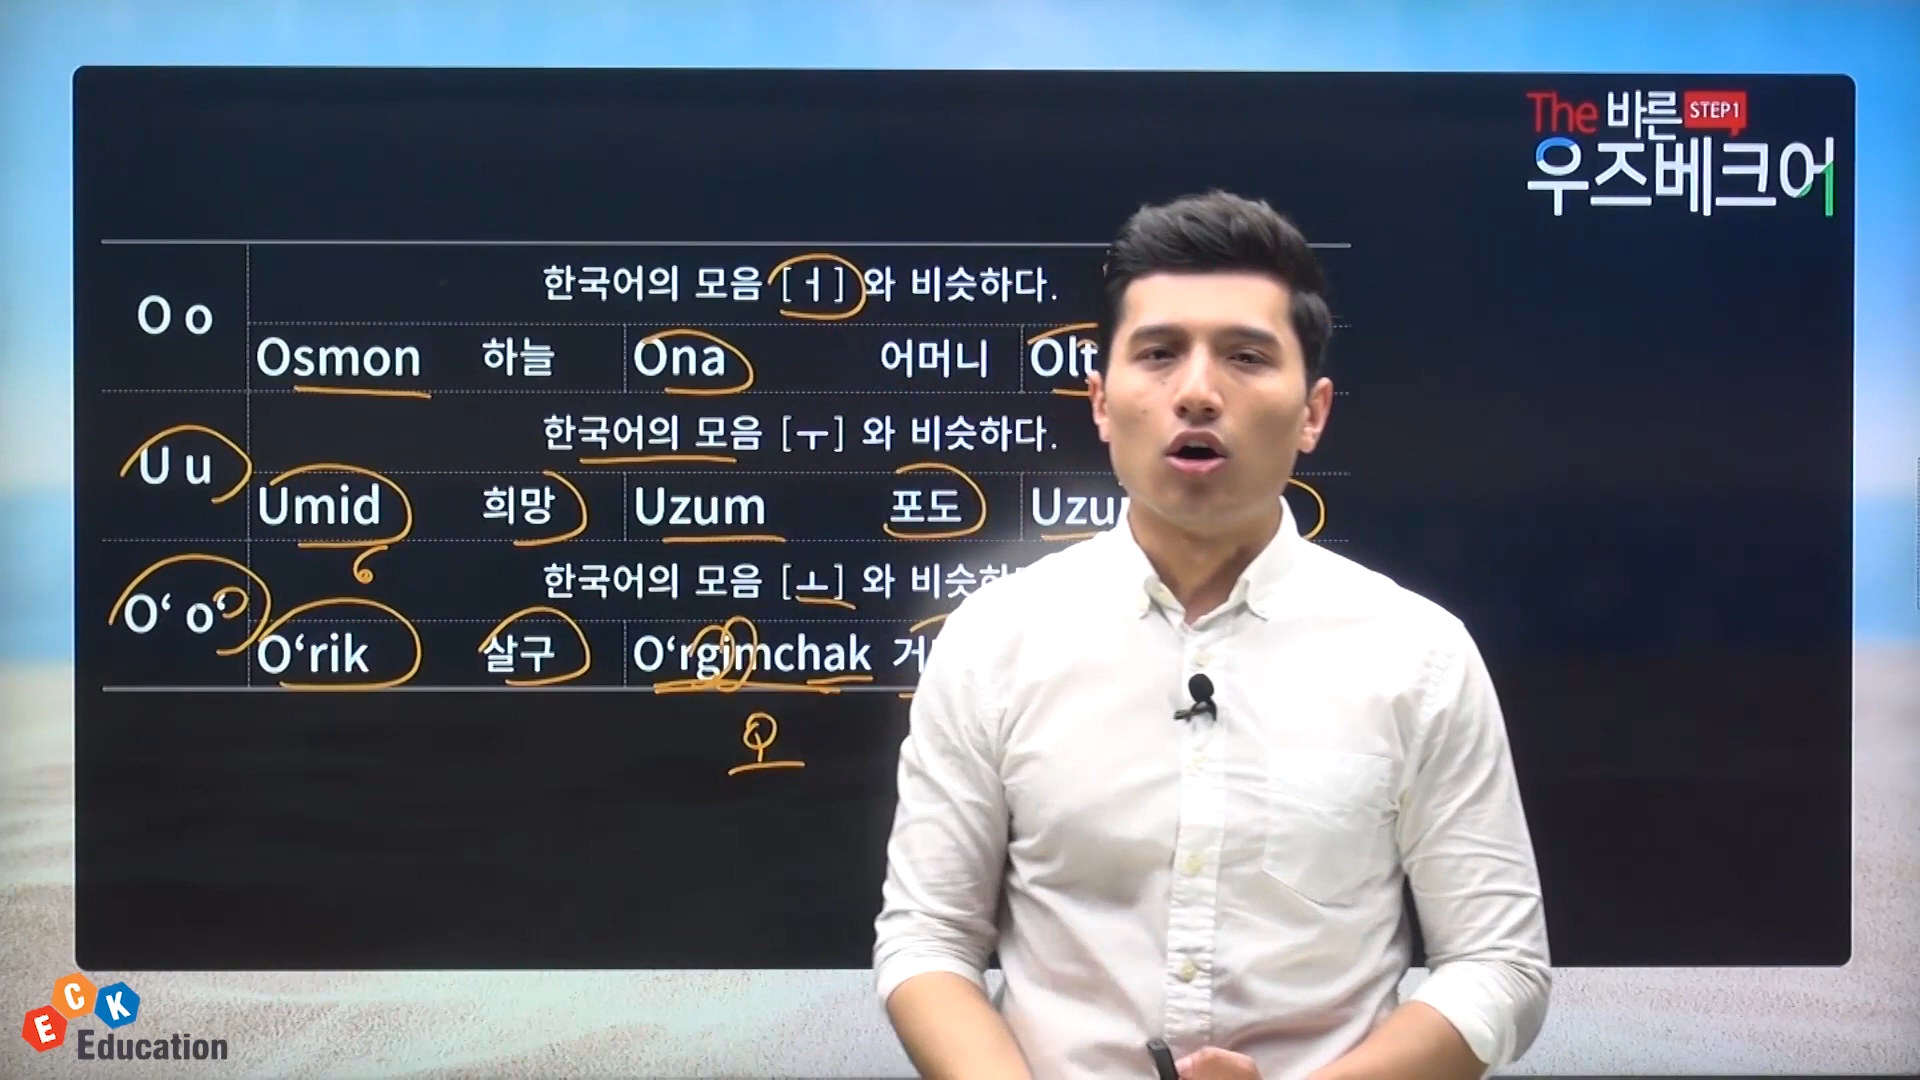 The 바른 STEP1
우즈베크어
O o
한국어의 모음 [ㅓ] 와 비슷하다.
Osmon 하늘 Ona 어머니
U u
한국어의 모음 [ㅜ] 와 비슷하다.
Umid 희망 Uzum 포도
O‘ o‘
한국어의 모음 [ㅗ] 와
O‘rik 살구 O‘rgimchak
ECK
Education